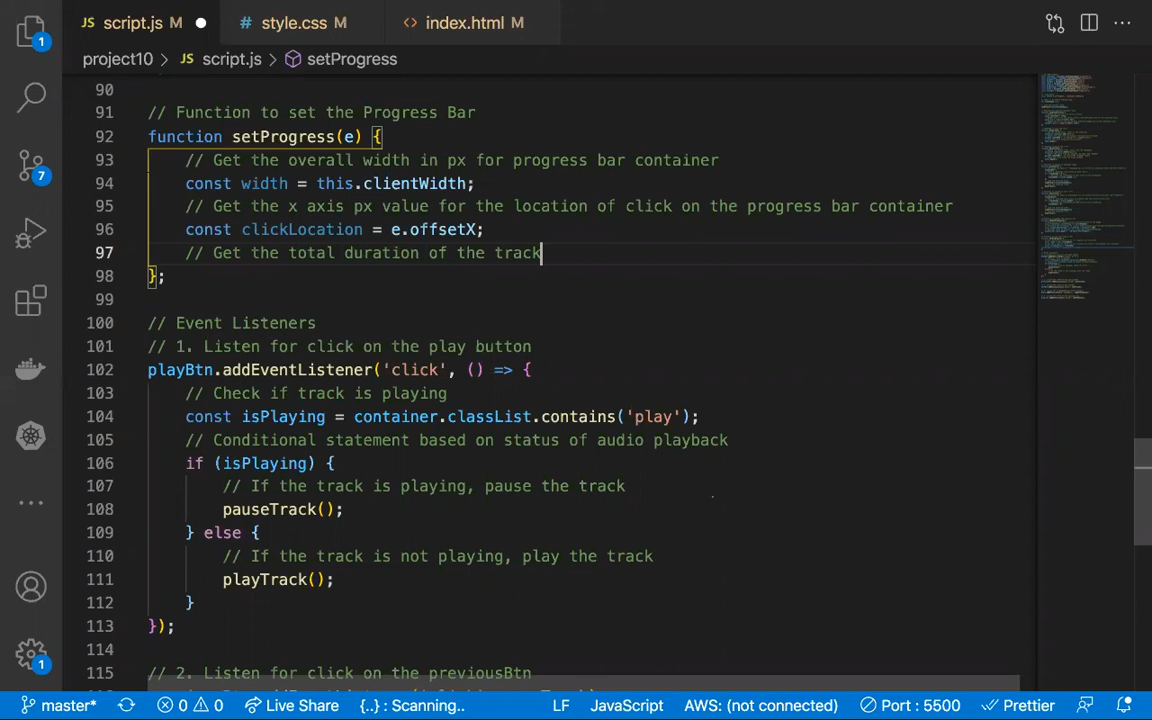 JS script.js M
# style.css M
<> index.html M
1
project10 > JS script.js > setProgress
90
91 // Function to set the Progress Bar
92 function setProgress(e) {
93 // Get the overall width in px for progress bar container
94 const width = this.clientWidth;
95 // Get the x axis px value for the location of click on the progress bar container
96 const clickLocation = e.offsetX;
97 // Get the total duration of the track
98 };
99
100 // Event Listeners
101 // 1. Listen for click on the play button
102 playBtn.addEventListener('click', () => {
103 // Check if track is playing
104 const isPlaying = container.classList.contains('play');
105 // Conditional statement based on status of audio playback
106 if (isPlaying) {
107 // If the track is playing, pause the track
108 pauseTrack();
109 } else {
110 // If the track is not playing, play the track
111 playTrack();
112 }
113 });
114
115 // 2. Listen for click on the previousBtn
7
1
master* 0 0 Live Share {..} : Scanning.. LF JavaScript AWS: (not connected) Port : 5500 Prettier